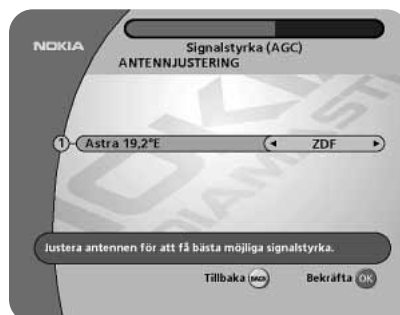 NOKIA
Signalstyrka (AGC)
ANTENNJUSTERING
1 Astra 19,2°E ZDF
Justera antennen för att få bästa möjliga signalstyrka.
Tillbaka BACK Bekräfta OK